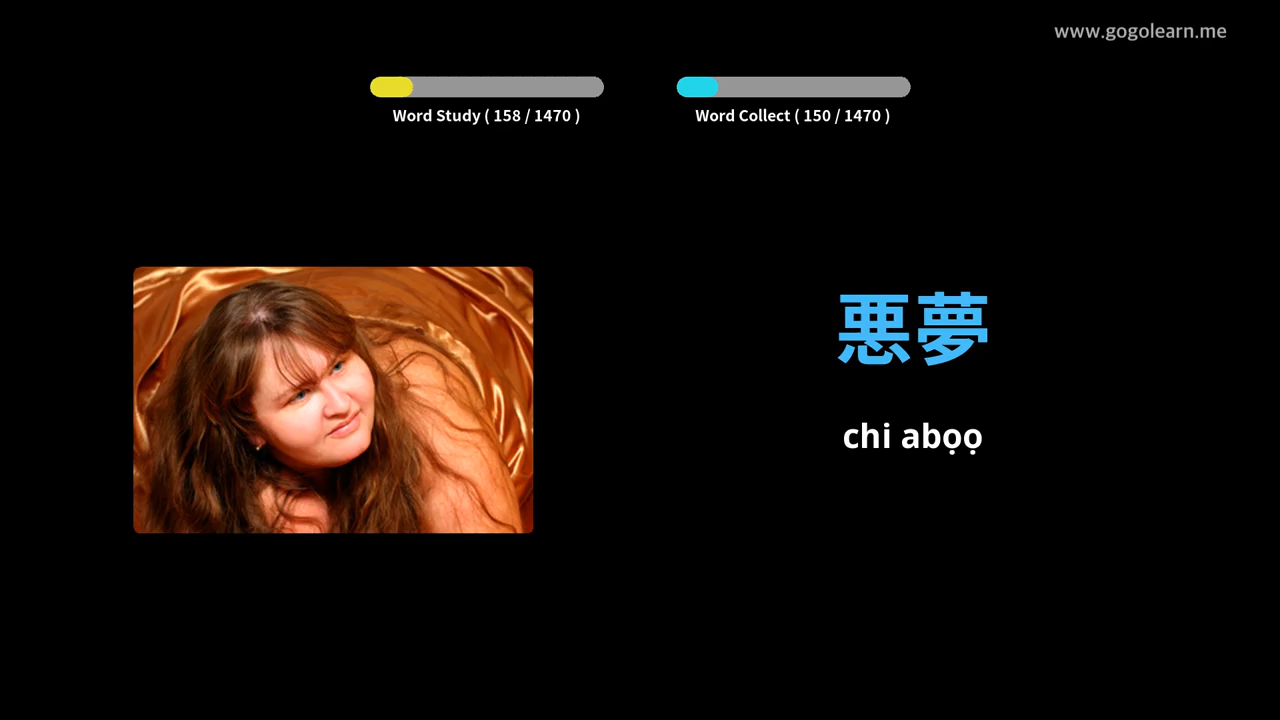 www.gogolearn.me
Word Study ( 158 / 1470 )
Word Collect ( 150 / 1470 )
悪夢
chi abọọ